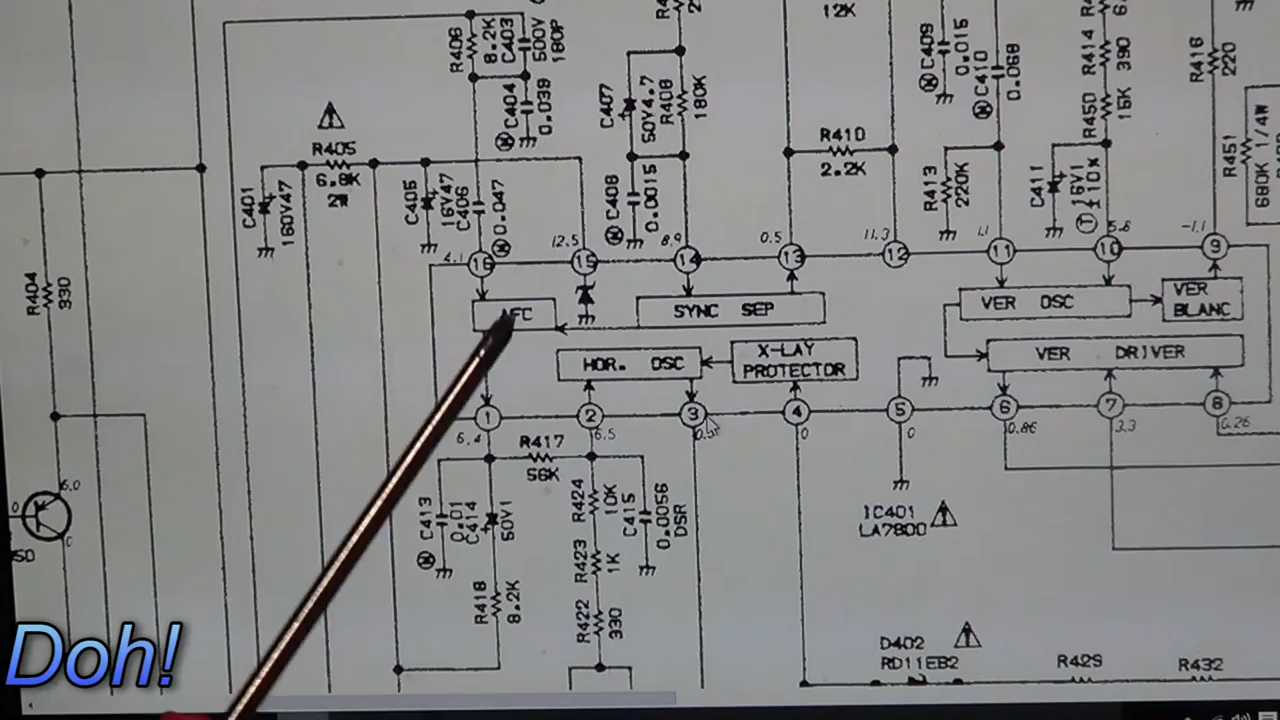 12K
R406
8.2K
C403
500V
180P
C404
0.039
C407
50V4.7
R408
180K
C409
0.015
C410
0.068
R414
390
R450
15K
R416
220
R451
680K 1/4W
R405
C401
160V47
C405
16V47
C406
0.047
C408
0.0015
R410
2.2K
R413
220K
C411
16V1
±10%
T
R404
330
4.1
12.5
8.9
0.5
11.3
1.1
5.8
-1.1
16
15
14
13
12
11
10
9
SYNC SEP
VER OSC
VER
BLANC
HOR. OSC
X-LAY
PROTECTOR
VER DRIVER
1
2
3
4
5
6
7
8
6.4
6.5
0
0
0.86
3.3
0.26
R417
56K
C413
0.01
C414
50V1
R424
10K
C415
0.0056
DSR
R423
1K
R418
8.2K
R422
330
IC401
LA7800
6.0
0
0
D402
RD11EB2
R429
R432
Doh!